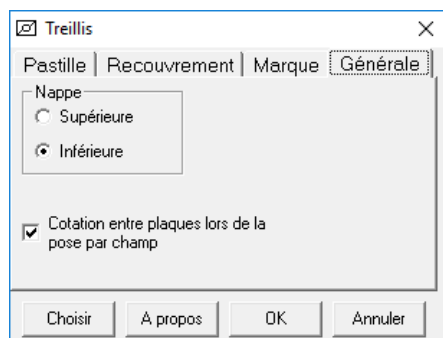 Treillis
Pastille Recouvrement Marque Générale
Nappe
Supérieure
Inférieure
Cotation entre plaques lors de la
pose par champ
Choisir A propos OK Annuler